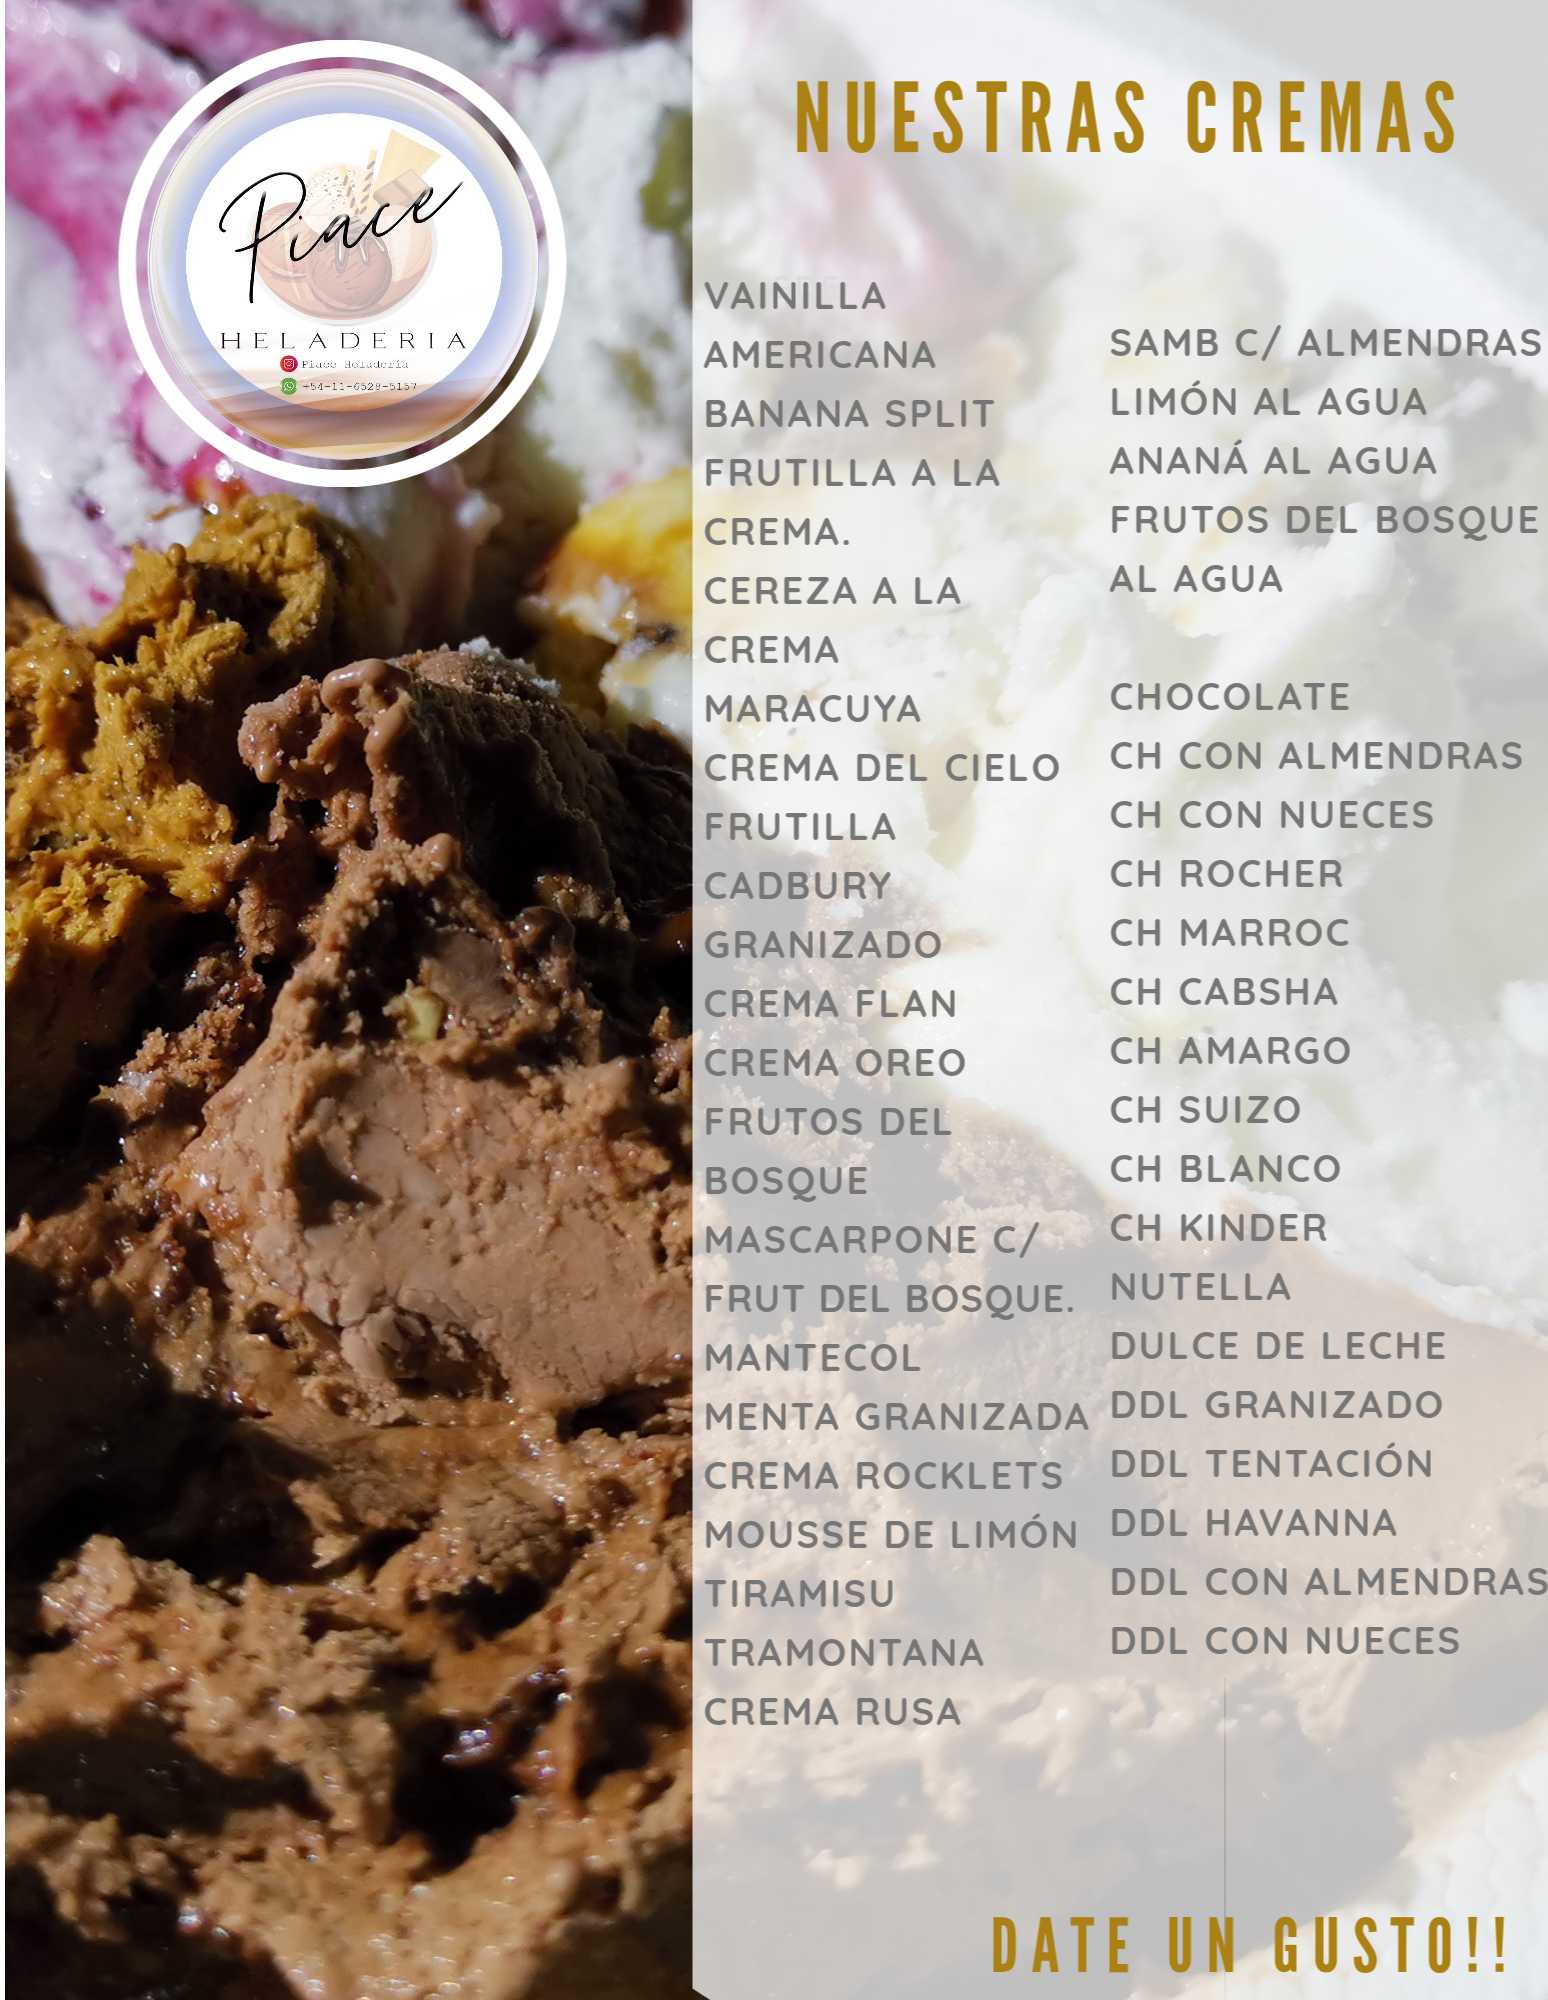 Piace
HELADERIA
Piace Heladería
+54-11-6528-5157
NUESTRAS CREMAS
VAINILLA
AMERICANA
BANANA SPLIT
FRUTILLA A LA
CREMA.
CEREZA A LA
CREMA
MARACUYA
CREMA DEL CIELO
FRUTILLA
CADBURY
GRANIZADO
CREMA FLAN
CREMA OREO
FRUTOS DEL
BOSQUE
MASCARPONE C/
FRUT DEL BOSQUE.
MANTECOL
MENTA GRANIZADA
CREMA ROCKLETS
MOUSSE DE LIMÓN
TIRAMISU
TRAMONTANA
CREMA RUSA
SAMB C/ ALMENDRAS
LIMÓN AL AGUA
ANANÁ AL AGUA
FRUTOS DEL BOSQUE
AL AGUA
CHOCOLATE
CH CON ALMENDRAS
CH CON NUECES
CH ROCHER
CH MARROC
CH CABSHA
CH AMARGO
CH SUIZO
CH BLANCO
CH KINDER
NUTELLA
DULCE DE LECHE
DDL GRANIZADO
DDL TENTACIÓN
DDL HAVANNA
DDL CON ALMENDRAS
DDL CON NUECES
DATE UN GUSTO!!